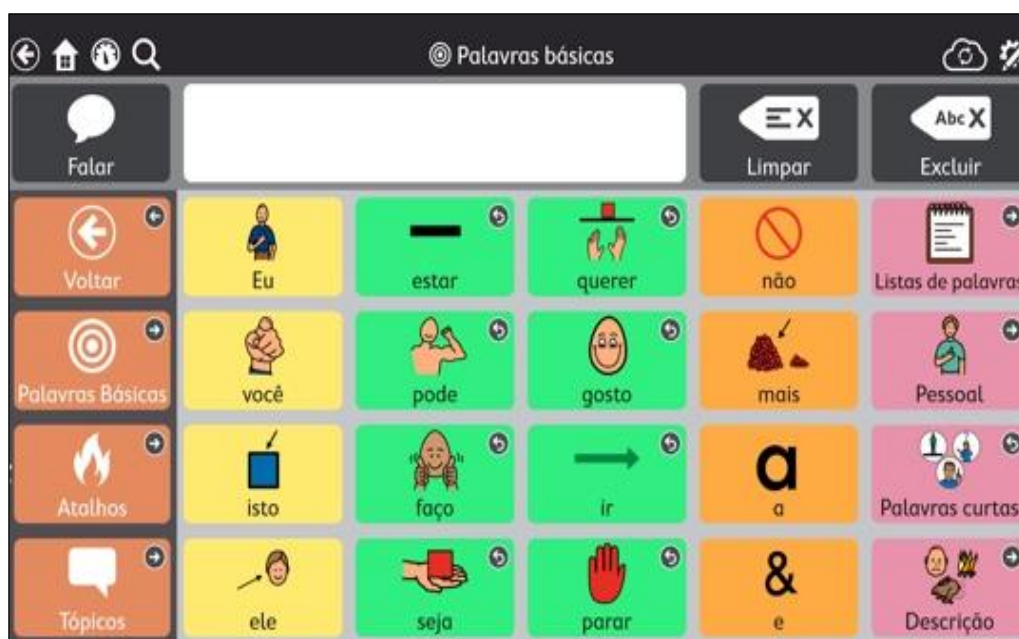 Palavras básicas
Falar
Limpar
Abc X
Excluir
Voltar
Eu
estar
querer
não
Listas de palavras
Palavras Básicas
você
pode
gosto
mais
Pessoal
Atalhos
isto
faço
ir
a
a
Palavras curtas
Tópicos
ele
seja
parar
&
e
Descrição